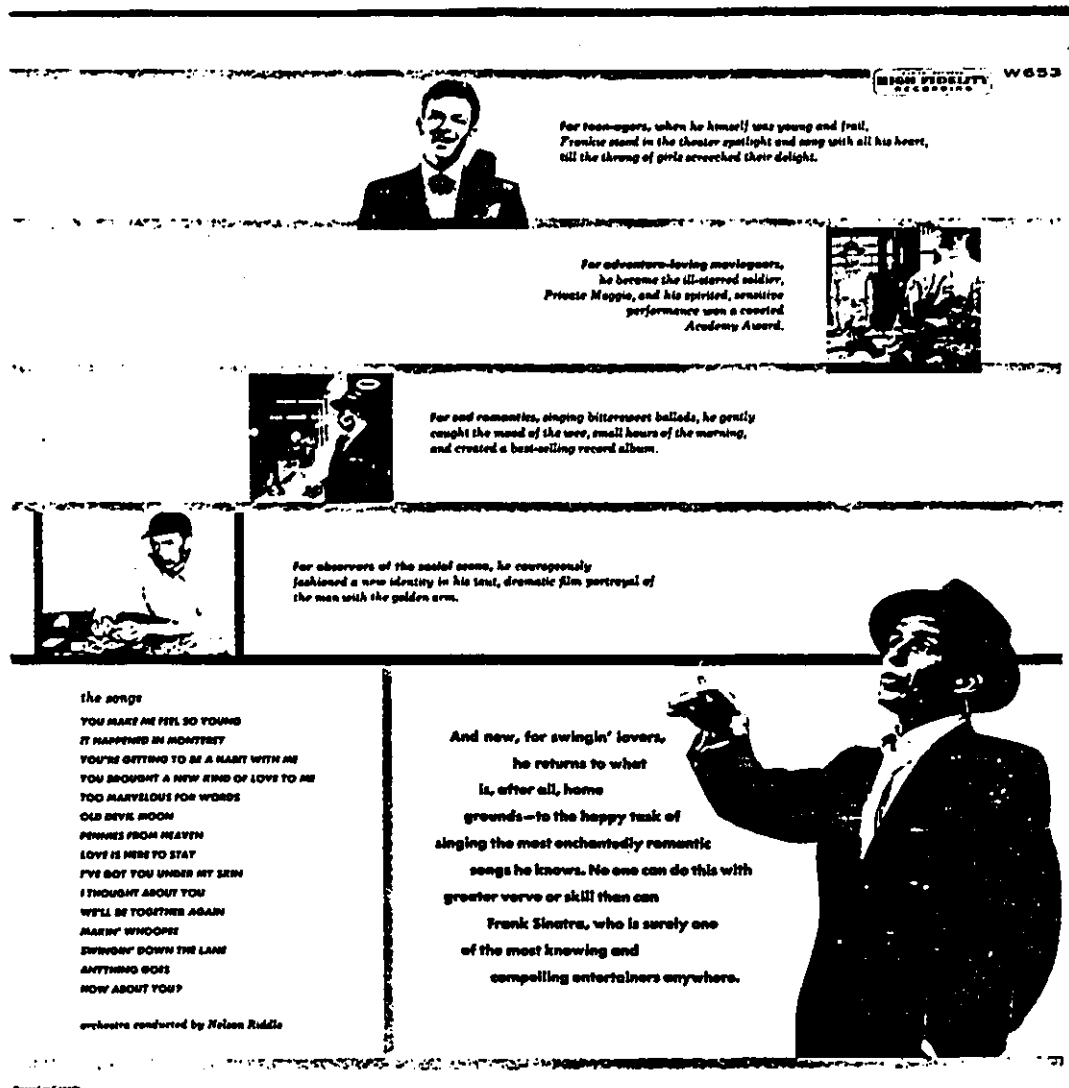 HIGH FIDELITY
RECORDING
W653
For teen-agers, when he himself was young and frail,
Frankie stood in the theater spotlight and sang with all his heart,
till the throng of girls screeched their delight.
For adventure-loving moviegoers,
he became the ill-starred soldier,
Private Maggio, and his spirited, sensitive
performance won a coveted
Academy Award.
For sad romantics, singing bittersweet ballads, he gently
caught the mood of the wee, small hours of the morning,
and created a best-selling record album.
For observers of the social scene, he courageously
fashioned a new identity in his taut, dramatic film portrayal of
the man with the golden arm.
the songs
YOU MAKE ME FEEL SO YOUNG
IT HAPPENED IN MONTEREY
YOU'RE GETTING TO BE A HABIT WITH ME
YOU BROUGHT A NEW KIND OF LOVE TO ME
TOO MARVELOUS FOR WORDS
OLD DEVIL MOON
PENNIES FROM HEAVEN
LOVE IS HERE TO STAY
I'VE GOT YOU UNDER MY SKIN
I THOUGHT ABOUT YOU
WE'LL BE TOGETHER AGAIN
MAKIN' WHOOPEE
SWINGIN' DOWN THE LANE
ANYTHING GOES
HOW ABOUT YOU?
orchestra conducted by Nelson Riddle
And now, for swingin' lovers,
he returns to what
is, after all, home
grounds—to the happy task of
singing the most enchantedly romantic
songs he knows. No one can do this with
greater verve or skill than can
Frank Sinatra, who is surely one
of the most knowing and
compelling entertainers anywhere.